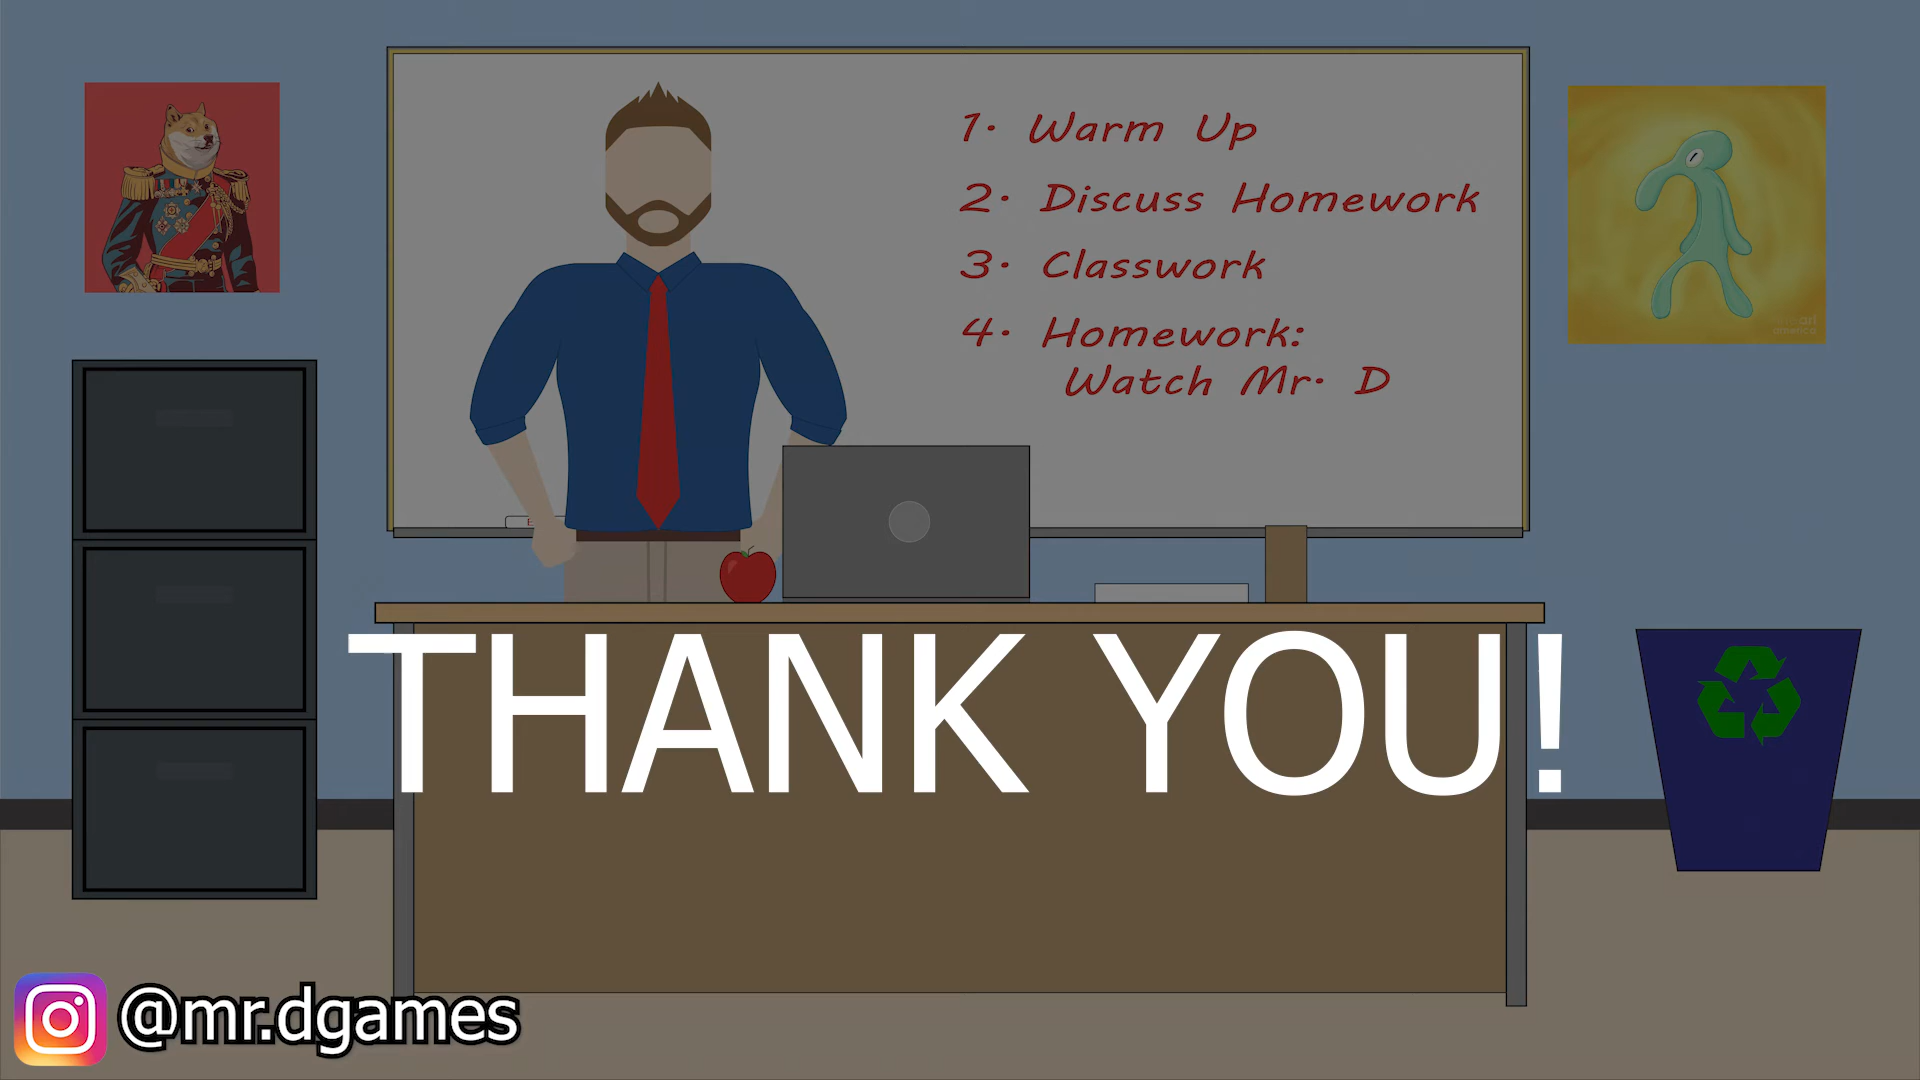 1. Warm Up
2. Discuss Homework
3. Classwork
4. Homework:
Watch Mr. D
THANK YOU!
@mr.dgames